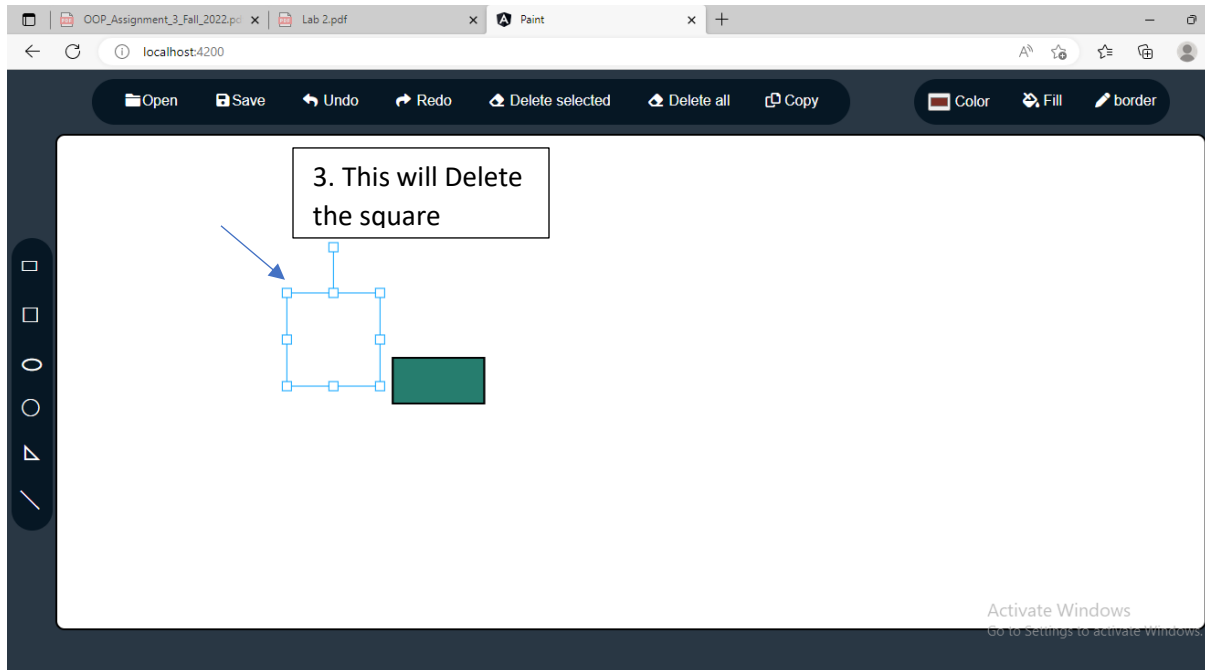 OOP_Assignment_3_Fall_2022.pd
Lab 2.pdf
Paint
localhost:4200
Open Save Undo Redo Delete selected Delete all Copy Color Fill border
3. This will Delete
the square
Activate Windows
Go to Settings to activate Windows.